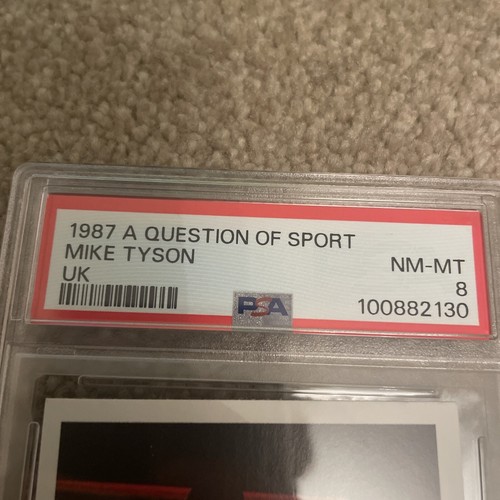 1987 A QUESTION OF SPORT
MIKE TYSON
NM-MT
UK
8
PSA
100882130